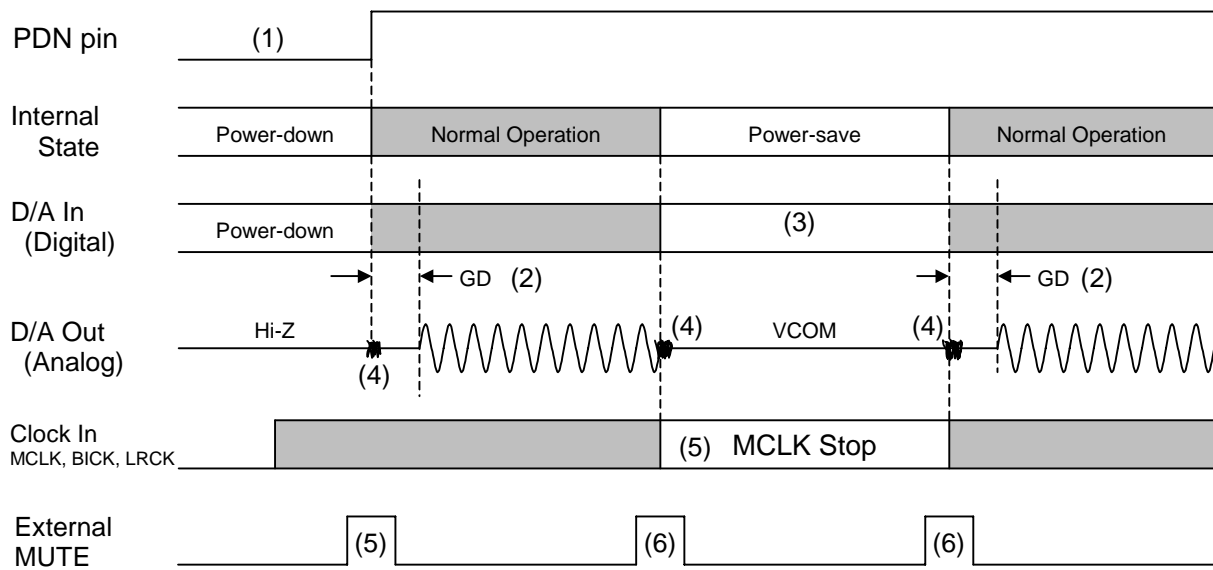 PDN pin
(1)
Internal
State
Power-down Normal Operation Power-save Normal Operation
D/A In
(Digital)
Power-down (3)
GD (2) GD (2)
D/A Out
(Analog)
Hi-Z (4) (4) VCOM (4)
Clock In
MCLK, BICK, LRCK
(5) MCLK Stop
External
MUTE
(5) (6) (6)